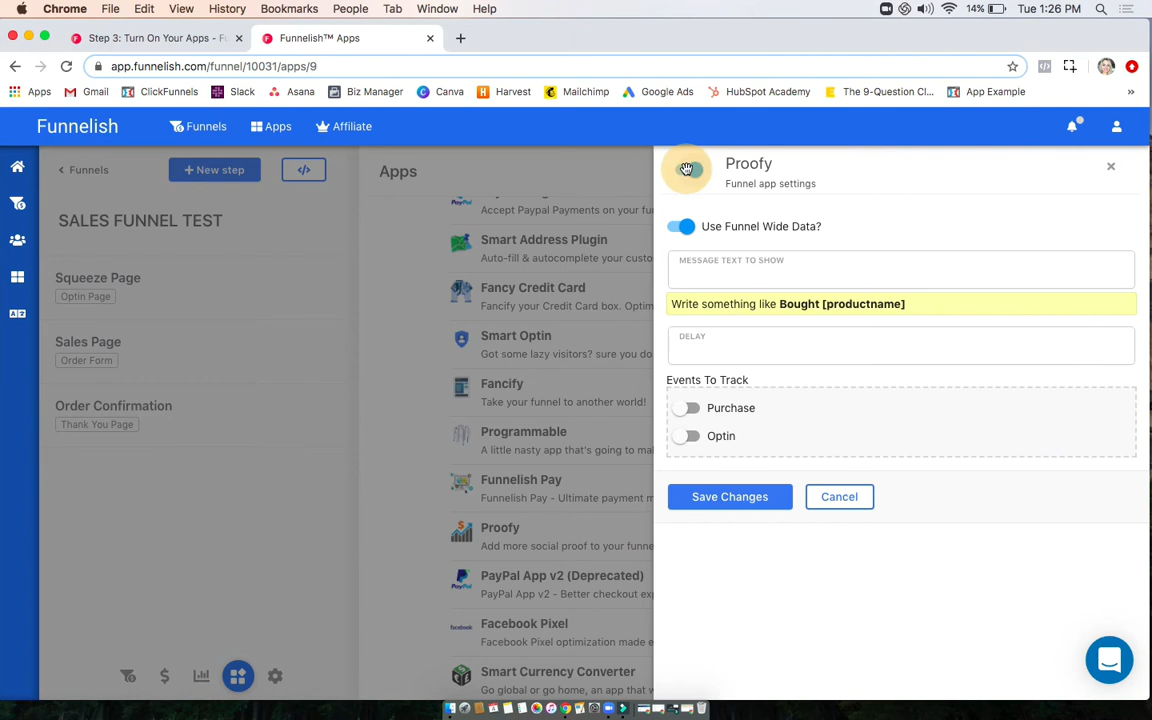 Chrome File Edit View History Bookmarks People Tab Window Help 14% Tue 1:26 PM
Step 3: Turn On Your Apps - Fu Funnelish™ Apps
app.funnelish.com/funnel/10031/apps/9
Apps Gmail ClickFunnels Slack Asana Biz Manager Canva Harvest Mailchimp Google Ads HubSpot Academy The 9-Question Cl... App Example »
Funnelish Funnels Apps Affiliate
Funnels + New step </>
SALES FUNNEL TEST
Squeeze Page
Optin Page
Sales Page
Order Form
Order Confirmation
Thank You Page
Apps
Accept Paypal Payments on your fu
Smart Address Plugin
Auto-fill & autocomplete your custo
Fancy Credit Card
Fancify your Credit Card box. Optim
Smart Optin
Got some lazy visitors? sure you do.
Fancify
Take your funnel to another world!
Programmable
A little nasty app that's going to mak
Funnelish Pay
Funnelish Pay - Ultimate payment m
Proofy
Add more social proof to your funne
PayPal App v2 (Deprecated)
PayPal App v2 - Better checkout exp
Facebook Pixel
Facebook Pixel optimization made e
Smart Currency Converter
Go global or go home, an app that w
Proofy
Funnel app settings
Use Funnel Wide Data?
MESSAGE TEXT TO SHOW
Write something like Bought [productname]
DELAY
Events To Track
Purchase
Optin
Save Changes Cancel